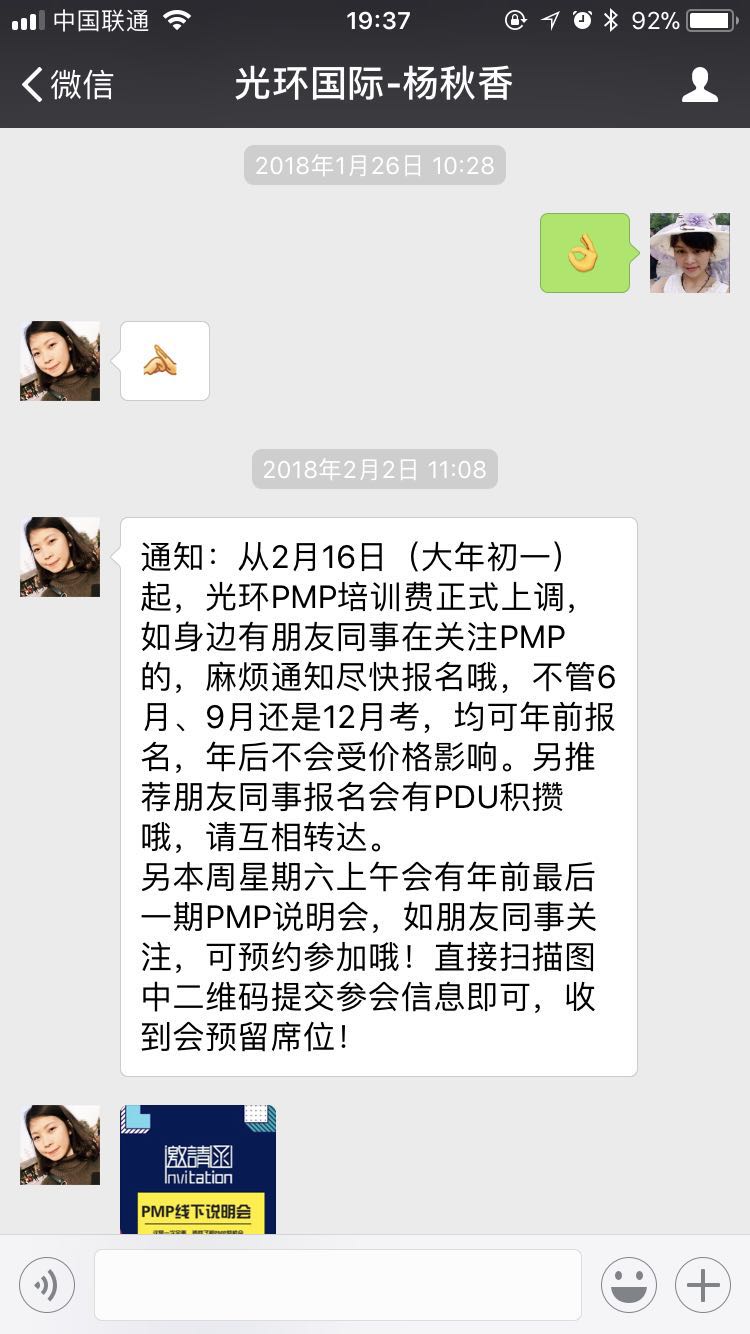 中国联通 19:37 92%
微信 光环国际-杨秋香
2018年1月26日 10:28
2018年2月2日 11:08
通知：从2月16日（大年初一）
起，光环PMP培训费正式上调，
如身边有朋友同事在关注PMP
的，麻烦通知尽快报名哦，不管6
月、9月还是12月考，均可年前报
名，年后不会受价格影响。另推
荐朋友同事报名会有PDU积攒
哦，请互相转达。
另本周星期六上午会有年前最后
一期PMP说明会，如朋友同事关
注，可预约参加哦！直接扫描图
中二维码提交参会信息即可，收
到会预留席位！
邀請函
Invitation
PMP线下说明会